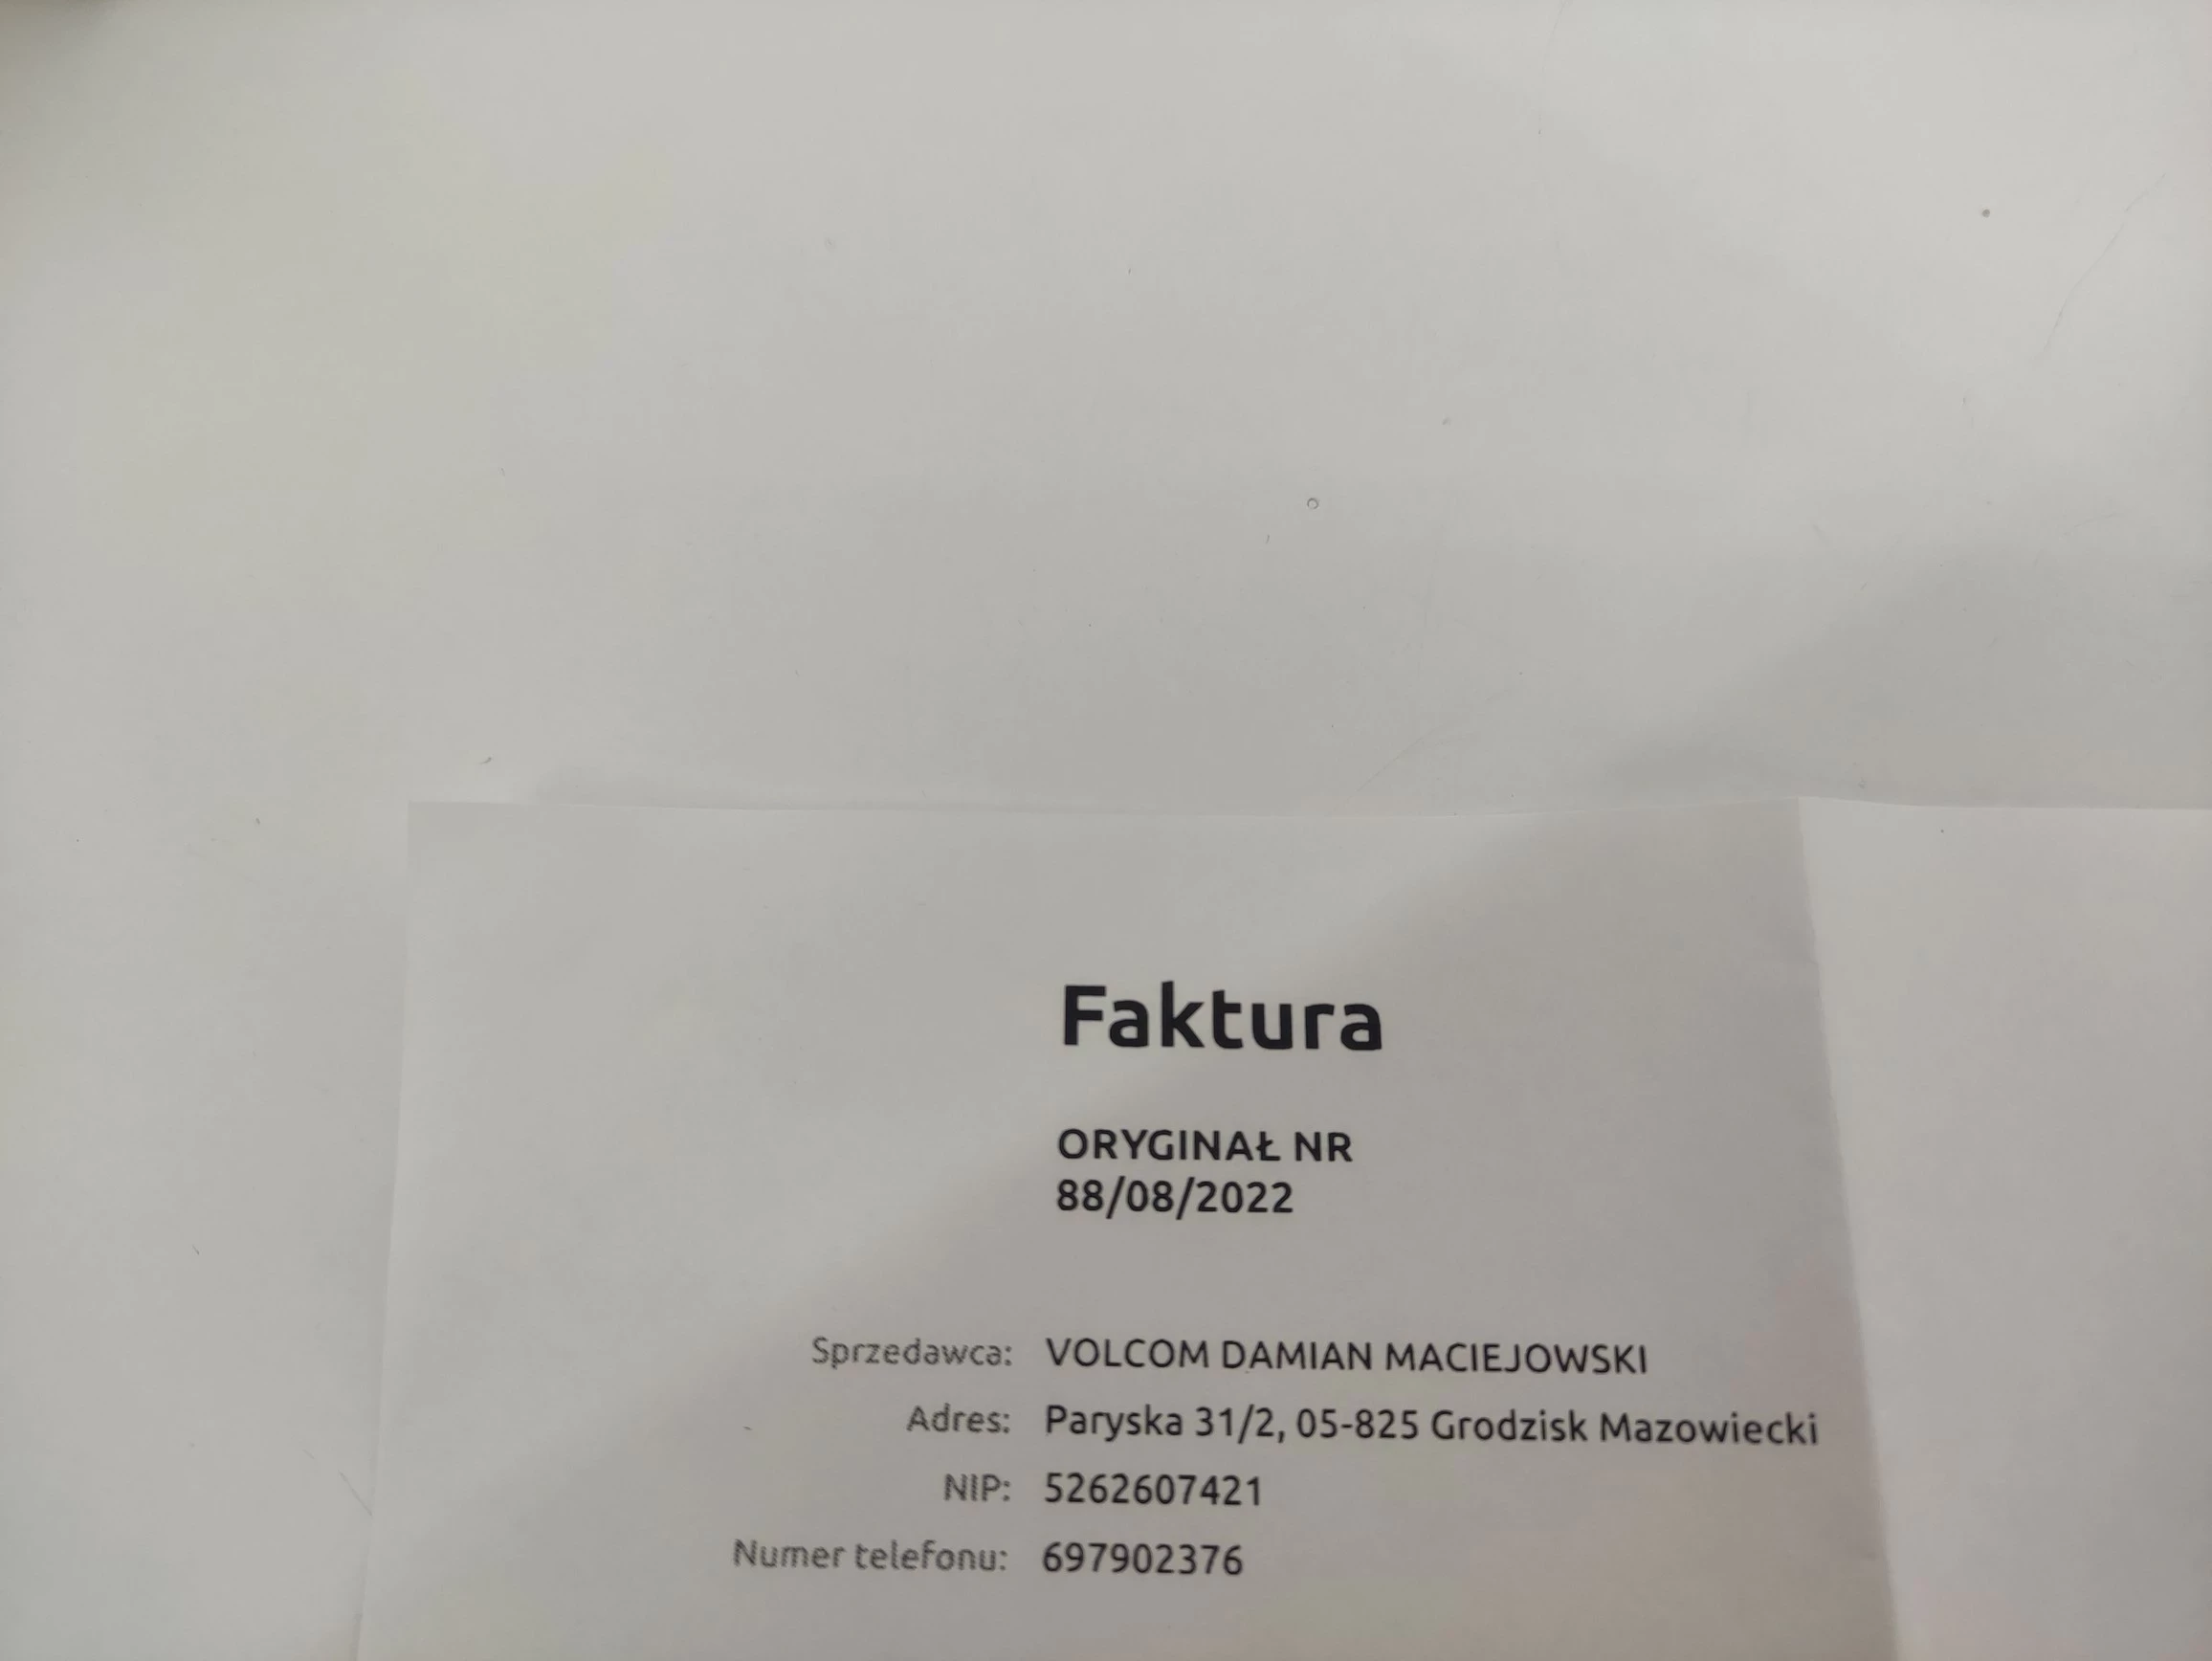 Faktura
ORYGINAŁ NR
88/08/2022
Sprzedawca: VOLCOM DAMIAN MACIEJOWSKI
Adres: Paryska 31/2, 05-825 Grodzisk Mazowiecki
NIP: 5262607421
Numer telefonu: 697902376